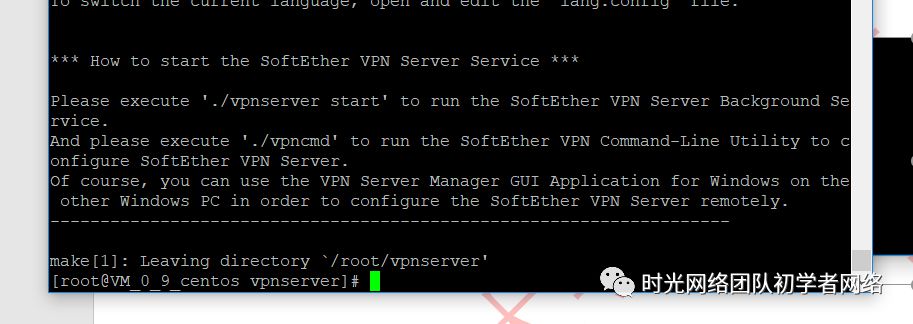 To switch the current language, open and edit the 'lang.config' file.
*** How to start the SoftEther VPN Server Service ***
Please execute './vpnserver start' to run the SoftEther VPN Server Background Se
rvice.
And please execute './vpncmd' to run the SoftEther VPN Command-Line Utility to c
onfigure SoftEther VPN Server.
Of course, you can use the VPN Server Manager GUI Application for Windows on the
 other Windows PC in order to configure the SoftEther VPN Server remotely.
--------------------------------------------------------------------
make[1]: Leaving directory `/root/vpnserver'
[root@VM_0_9_centos vpnserver]#
时光网络团队初学者网络